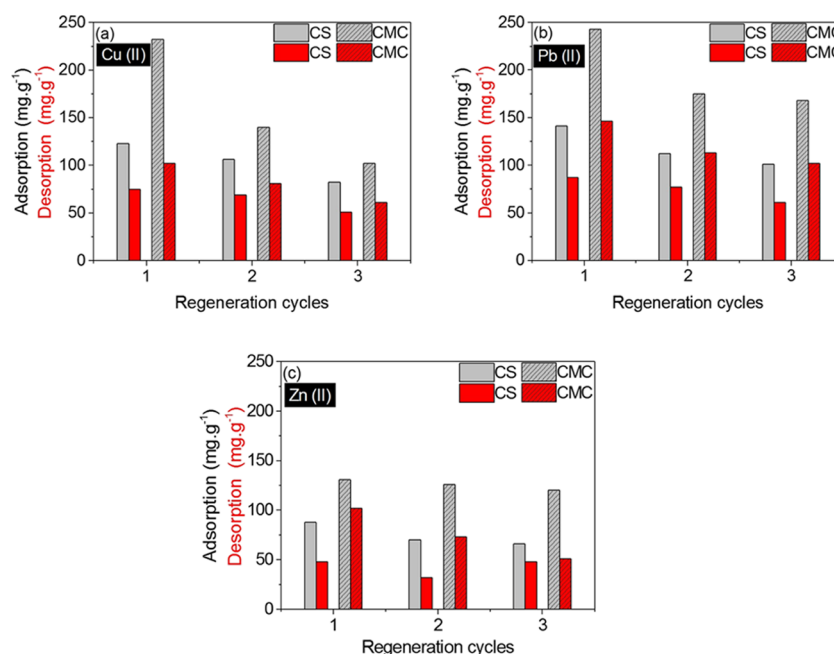 (a)
Cu (II)
CS CMC
CS CMC
250
200
150
100
50
0
Adsorption (mg.g-1)
Desorption (mg.g-1)
1 2 3
Regeneration cycles
(b)
Pb (II)
CS CMC
CS CMC
250
200
150
100
50
0
Adsorption (mg.g-1)
Desorption (mg.g-1)
1 2 3
Regeneration cycles
(c)
Zn (II)
CS CMC
CS CMC
250
200
150
100
50
0
Adsorption (mg.g-1)
Desorption (mg.g-1)
1 2 3
Regeneration cycles